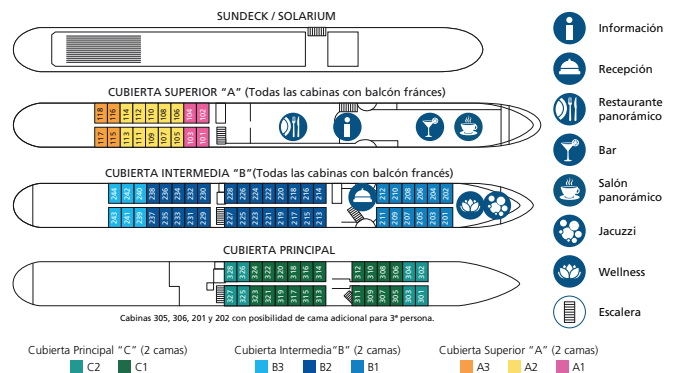 SUNDECK / SOLARIUM
CUBIERTA SUPERIOR “A” (Todas las cabinas con balcón fránces)
118 116 114 112 110 108 106 104 102
117 115 113 111 109 107 105 103 101
CUBIERTA INTERMEDIA “B”(Todas las cabinas con balcón francés)
244 242 240 238 236 234 232 230 228 226 224 222 220 218 216 214 212 210 208 206 204 202
243 241 239 237 235 233 231 229 227 225 223 221 219 217 215 213 211 209 207 205 203 201
CUBIERTA PRINCIPAL
328 326 324 322 320 318 316 314 312 310 308 306 304 302
327 325 323 321 319 317 315 313 311 309 307 305 303 301
Cabinas 305, 306, 201 y 202 con posibilidad de cama adicional para 3ª persona.
Cubierta Principal “C” (2 camas)
C2 C1
Cubierta Intermedia“B” (2 camas)
B3 B2 B1
Cubierta Superior “A” (2 camas)
A3 A2 A1
Información
Recepción
Restaurante
panorámico
Bar
Salón
panorámico
Jacuzzi
Wellness
Escalera